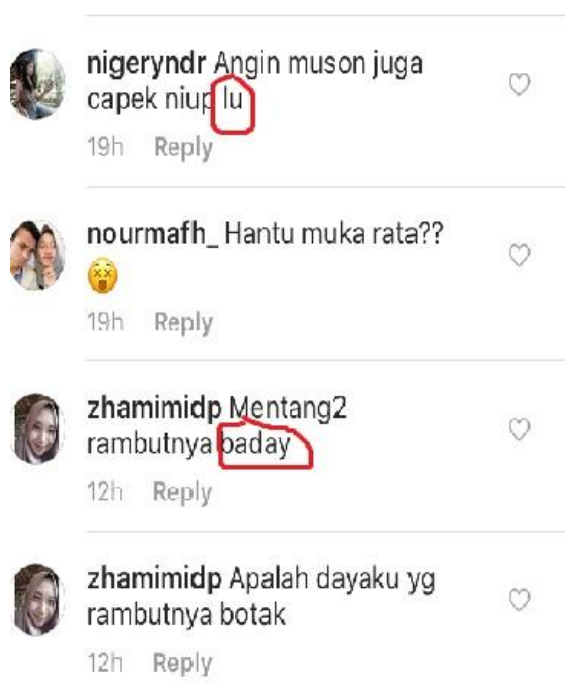 nigeryndr Angin muson juga
capek niup lu
19h Reply
nourmafh_ Hantu muka rata??
😵
19h Reply
zhamimidp Mentang2
rambutnya baday
12h Reply
zhamimidp Apalah dayaku yg
rambutnya botak
12h Reply